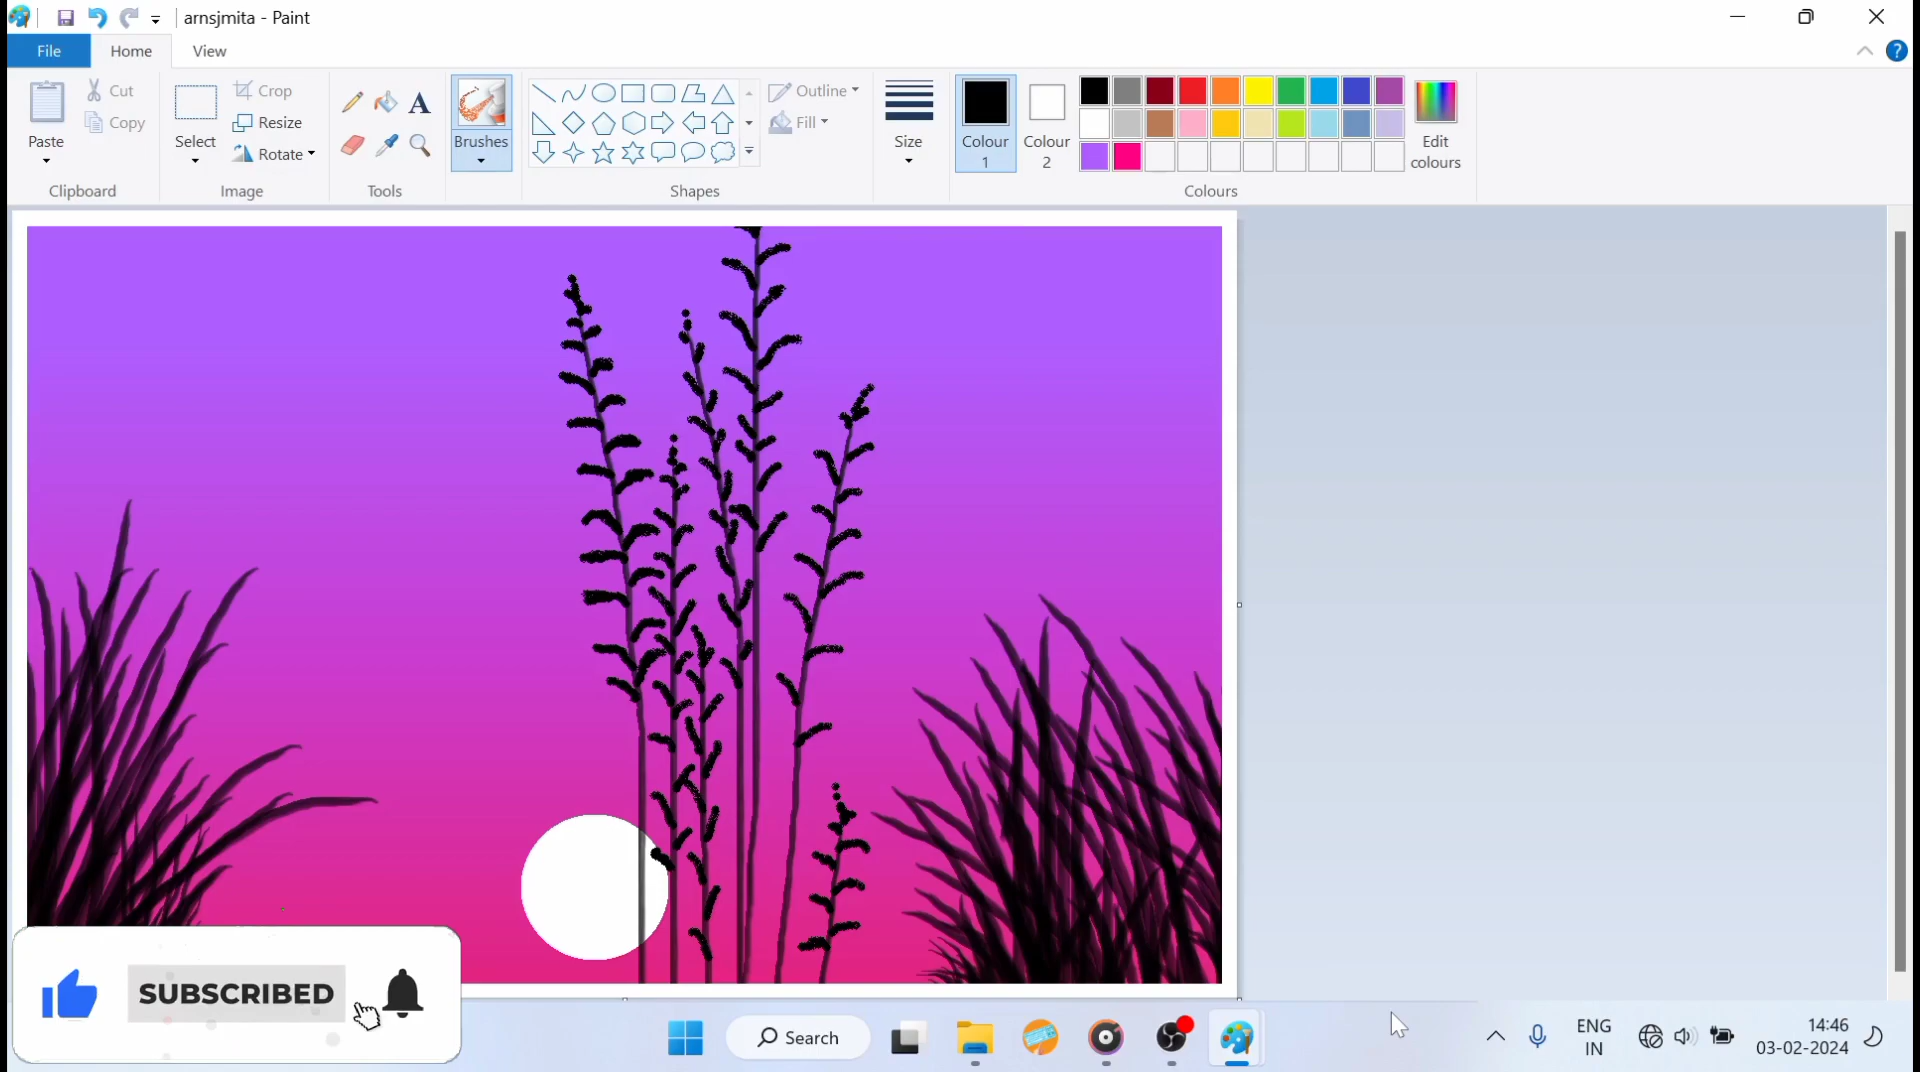 arnsjmita - Paint
File
Home
View
Paste
Cut
Copy
Clipboard
Select
Crop
Resize
Rotate
Image
A
Tools
Brushes
Outline
Fill
Shapes
Size
Colour
1
Colour
2
Edit
colours
Colours
?
SUBSCRIBED
Search
ENG
IN
14:46
03-02-2024